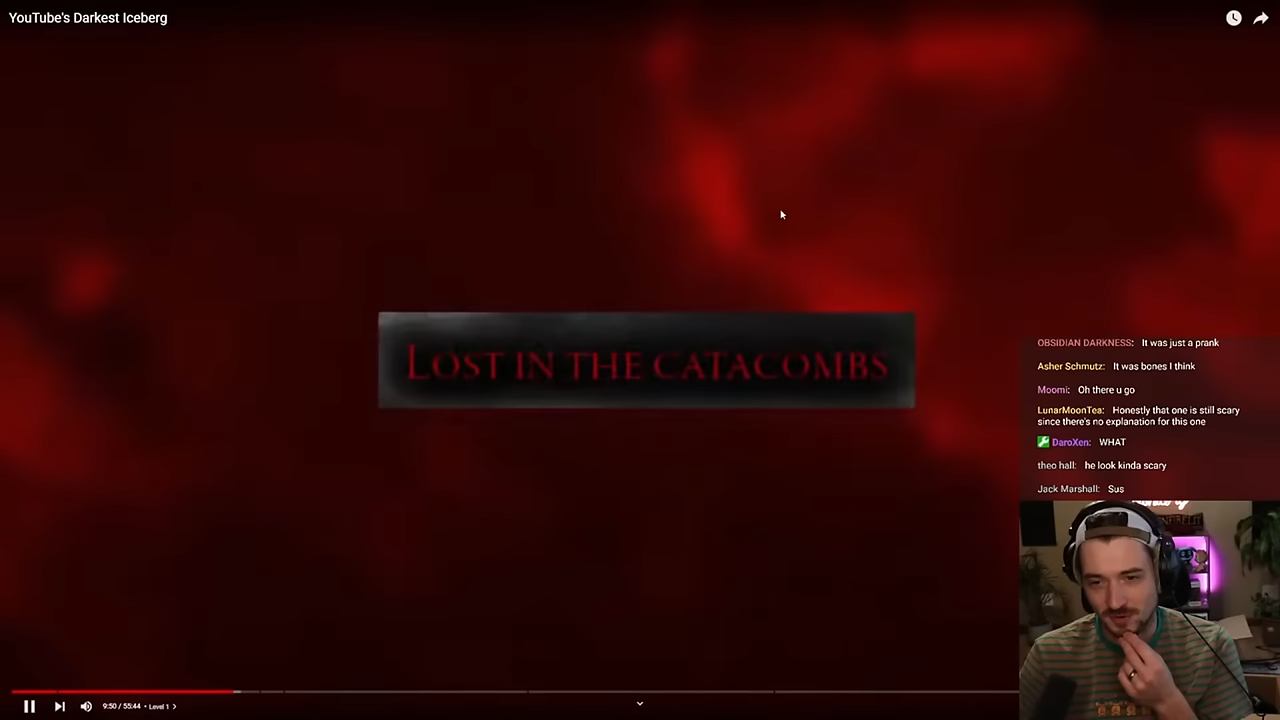 YouTube's Darkest Iceberg
LOST IN THE CATACOMBS
OBSIDIAN DARKNESS: It was just a prank
Asher Schmutz: It was bones I think
Moomi: Oh there u go
LunarMoonTea: Honestly that one is still scary
since there's no explanation for this one
DaroXen: WHAT
theo hall: he look kinda scary
Jack Marshall: Sus
9:50 / 55:44 • Level 1 >